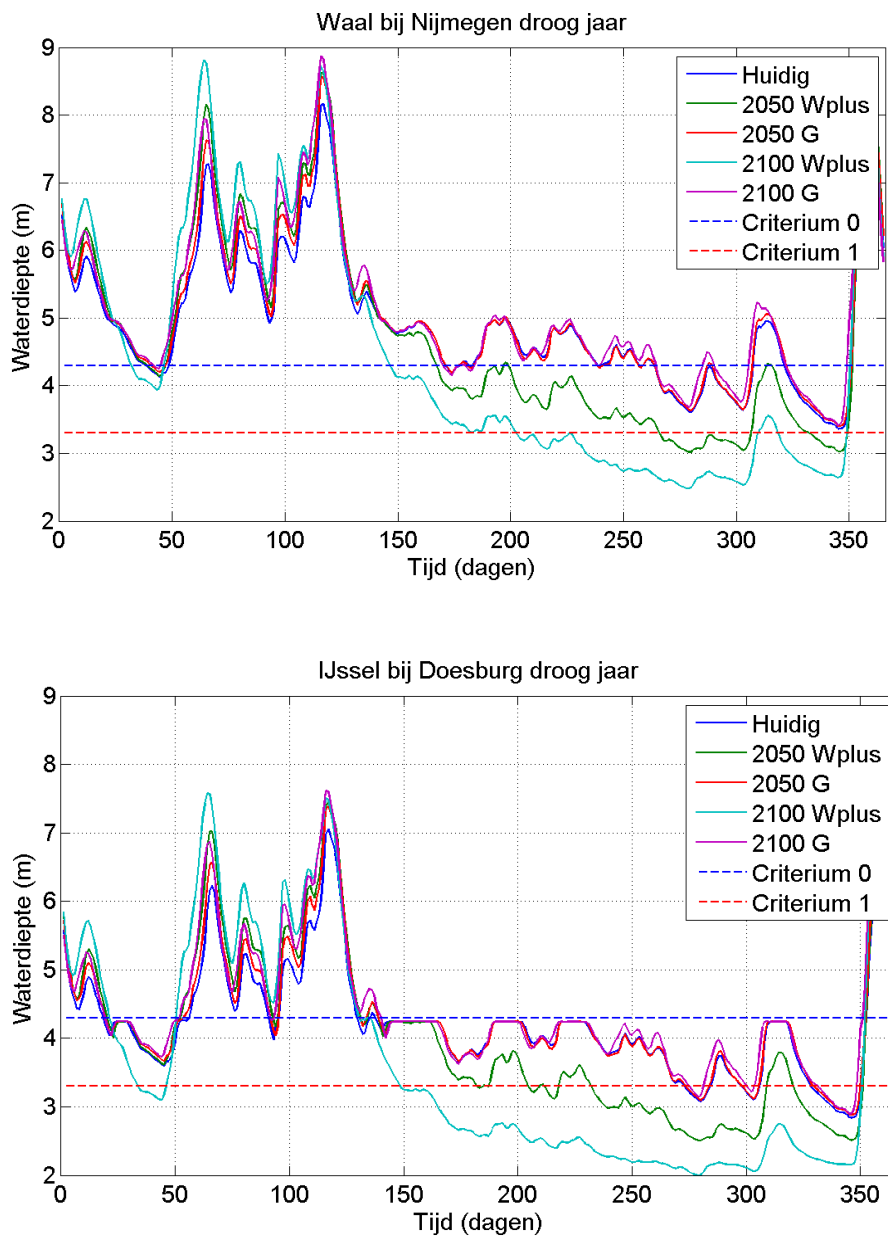 Waal bij Nijmegen droog jaar
9
8
7
6
5
4
3
2
Waterdiepte (m)
Huidig
2050 Wplus
2050 G
2100 Wplus
2100 G
Criterium 0
Criterium 1
0 50 100 150 200 250 300 350
Tijd (dagen)
IJssel bij Doesburg droog jaar
9
8
7
6
5
4
3
2
Waterdiepte (m)
Huidig
2050 Wplus
2050 G
2100 Wplus
2100 G
Criterium 0
Criterium 1
0 50 100 150 200 250 300 350
Tijd (dagen)